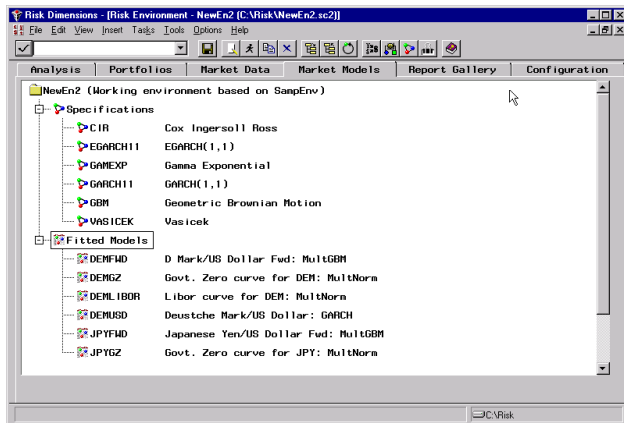 Risk Dimensions - [Risk Environment - NewEn2 (C:\Risk\NewEn2.sc2)]
File Edit View Insert Tasks Tools Options Help
Analysis Portfolios Market Data Market Models Report Gallery Configuration
NewEn2 (Working environment based on SampEnv)
Specifications
CIR Cox Ingersoll Ross
EGARCH11 EGARCH(1,1)
GAMEXP Gamma Exponential
GARCH11 GARCH(1,1)
GBM Geometric Brownian Motion
VASICEK Vasicek
Fitted Models
DEMFWD D Mark/US Dollar Fwd: MultGBM
DEMGZ Govt. Zero curve for DEM: MultNorm
DEMLIBOR Libor curve for DEM: MultNorm
DEMUSD Deustche Mark/US Dollar: GARCH
JPYFWD Japanese Yen/US Dollar Fwd: MultGBM
JPYGZ Govt. Zero curve for JPY: MultNorm
C:\Risk